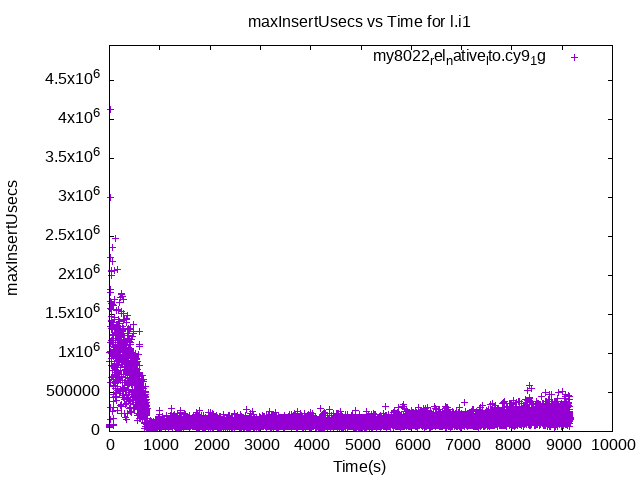 maxInsertUsecs vs Time for l.i1
my8022relnativelto.cy91g
4.5x10^6
4x10^6
3.5x10^6
3x10^6
2.5x10^6
2x10^6
1.5x10^6
1x10^6
500000
0
maxInsertUsecs
0 1000 2000 3000 4000 5000 6000 7000 8000 9000 10000
Time(s)